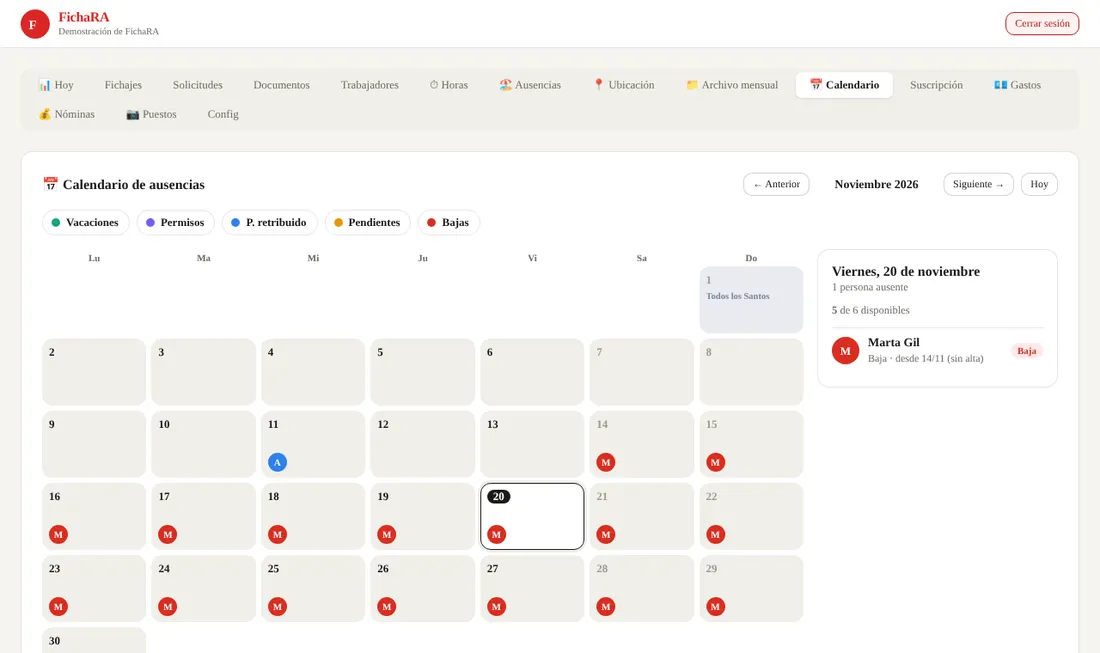 F
FichaRA
Demostración de FichaRA
Cerrar sesión
📊 Hoy Fichajes Solicitudes Documentos Trabajadores ⏱ Horas 🏖️ Ausencias 📍 Ubicación 📁 Archivo mensual 📅 Calendario Suscripción 💶 Gastos
💰 Nóminas 📷 Puestos Config
📅 Calendario de ausencias
← Anterior Noviembre 2026 Siguiente → Hoy
Vacaciones Permisos P. retribuido Pendientes Bajas
Lu Ma Mi Ju Vi Sa Do
1
Todos los Santos
2 3 4 5 6 7 8
9 10 11 12 13 14 15
A M M
16 17 18 19 20 21 22
M M M M M M M
23 24 25 26 27 28 29
M M M M M M M
30
Viernes, 20 de noviembre
1 persona ausente
5 de 6 disponibles
M
Marta Gil
Baja · desde 14/11 (sin alta)
Baja